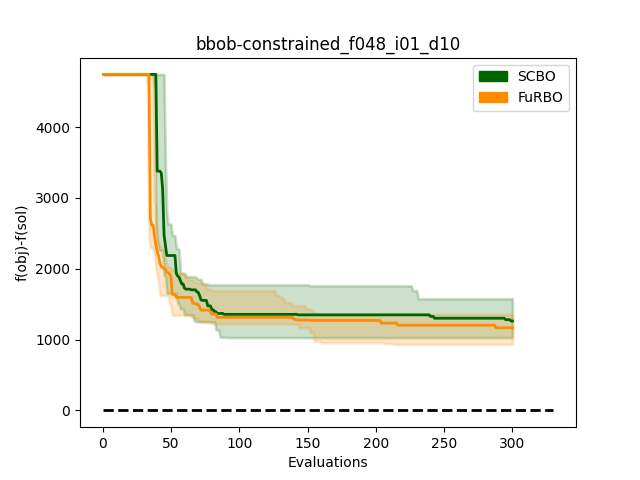 bbob-constrained_f048_i01_d10
SCBO
FuRBO
f(obj)-f(sol)
4000
3000
2000
1000
0
0 50 100 150 200 250 300
Evaluations